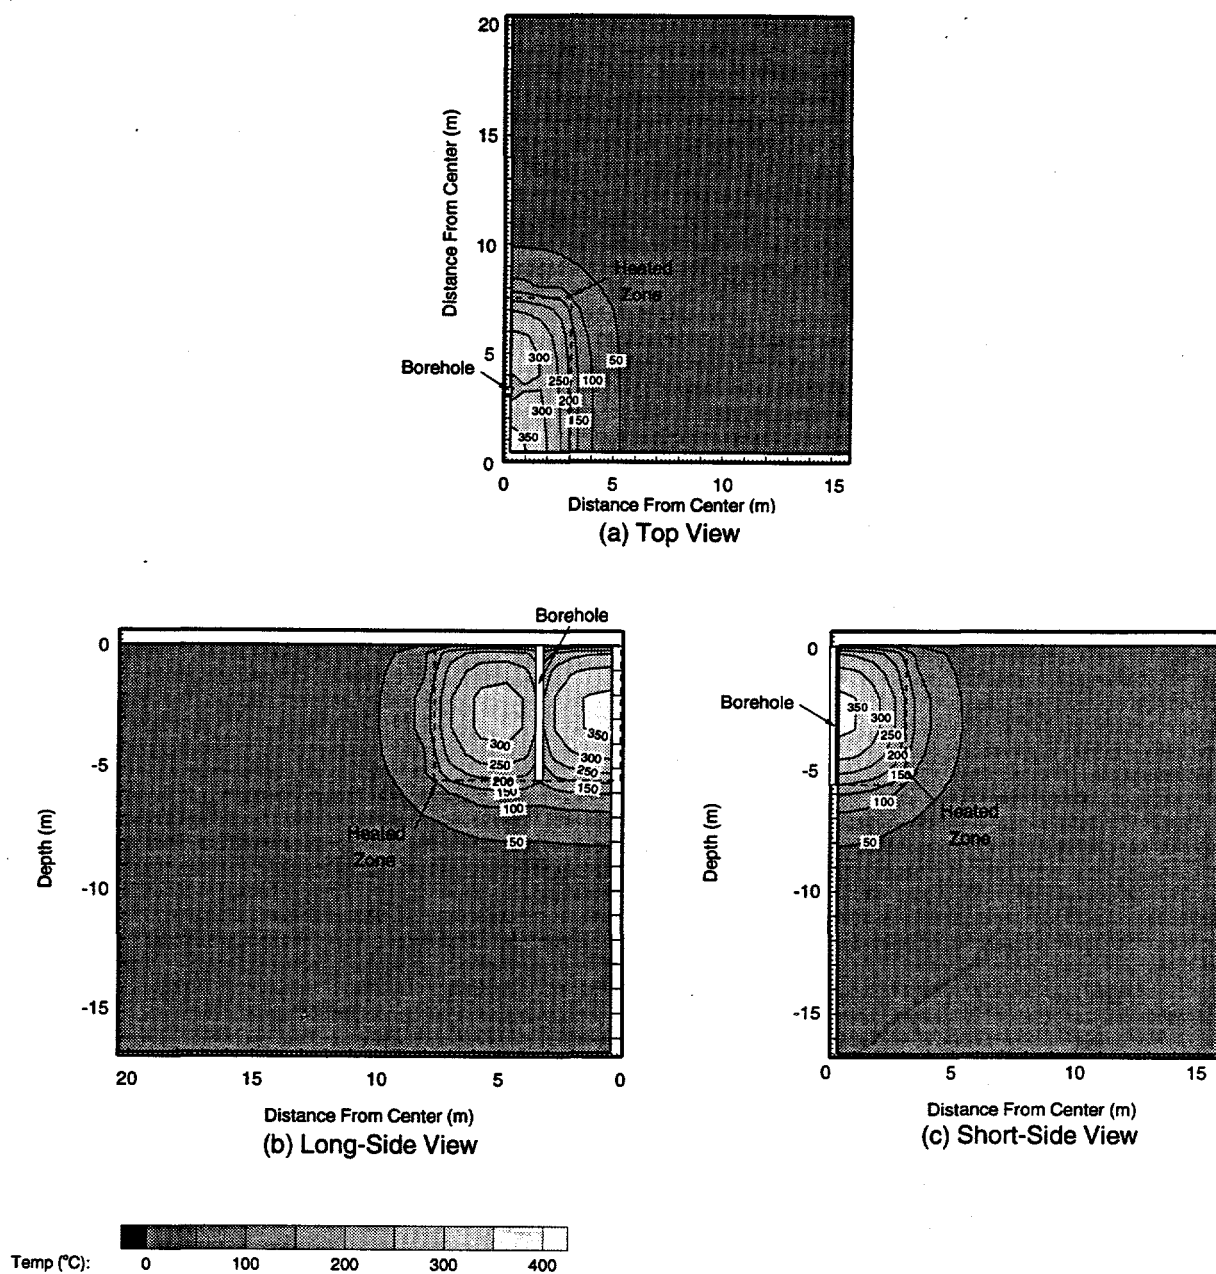 20
15
10
5
0
Distance From Center (m)
Heated
Zone
Borehole
300
50
250
100
200
300
150
350
0
5
10
15
Distance From Center (m)
(a) Top View
Borehole
0
-5
-10
-15
Depth (m)
350
300
300
250
250
200
150
150
100
50
Heated
Zone
20
15
10
5
0
Distance From Center (m)
(b) Long-Side View
Borehole
0
-5
-10
-15
Depth (m)
350
300
250
200
150
100
50
Heated
Zone
0
5
10
15
Distance From Center (m)
(c) Short-Side View
Temp (°C):
0
100
200
300
400